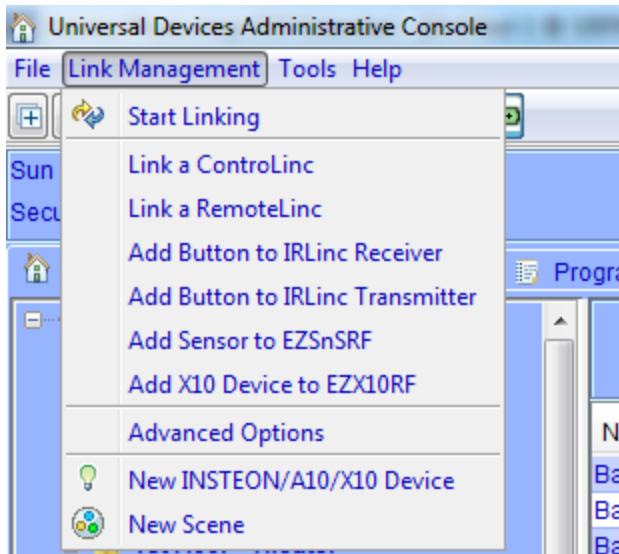 Universal Devices Administrative Console
File Link Management Tools Help
Start Linking
Sun
Link a ControLinc
Link a RemoteLinc
Add Button to IRLinc Receiver
Add Button to IRLinc Transmitter
Add Sensor to EZSnSRF
Add X10 Device to EZX10RF
Advanced Options
New INSTEON/A10/X10 Device
New Scene